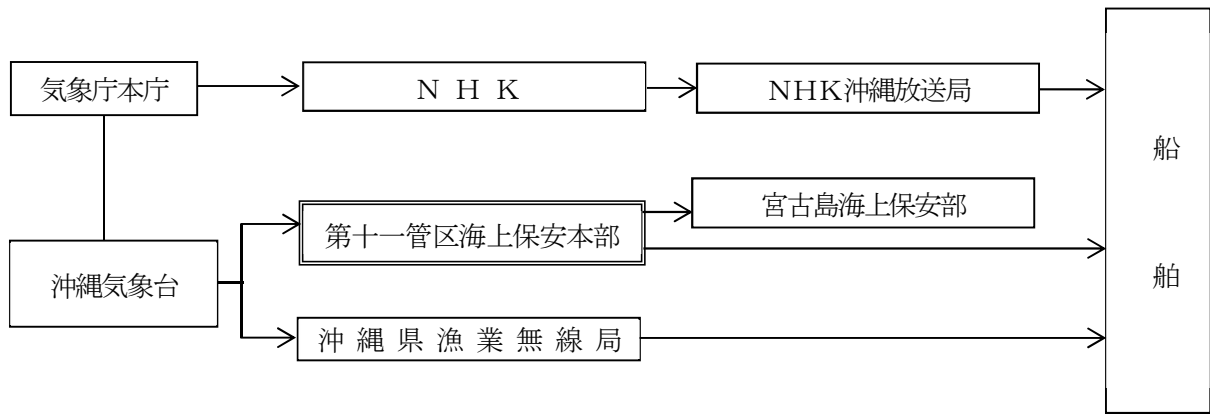 気象庁本庁
ＮＨＫ
ＮＨＫ沖縄放送局
船舶
宮古島海上保安部
第十一管区海上保安本部
沖縄気象台
沖縄県漁業無線局